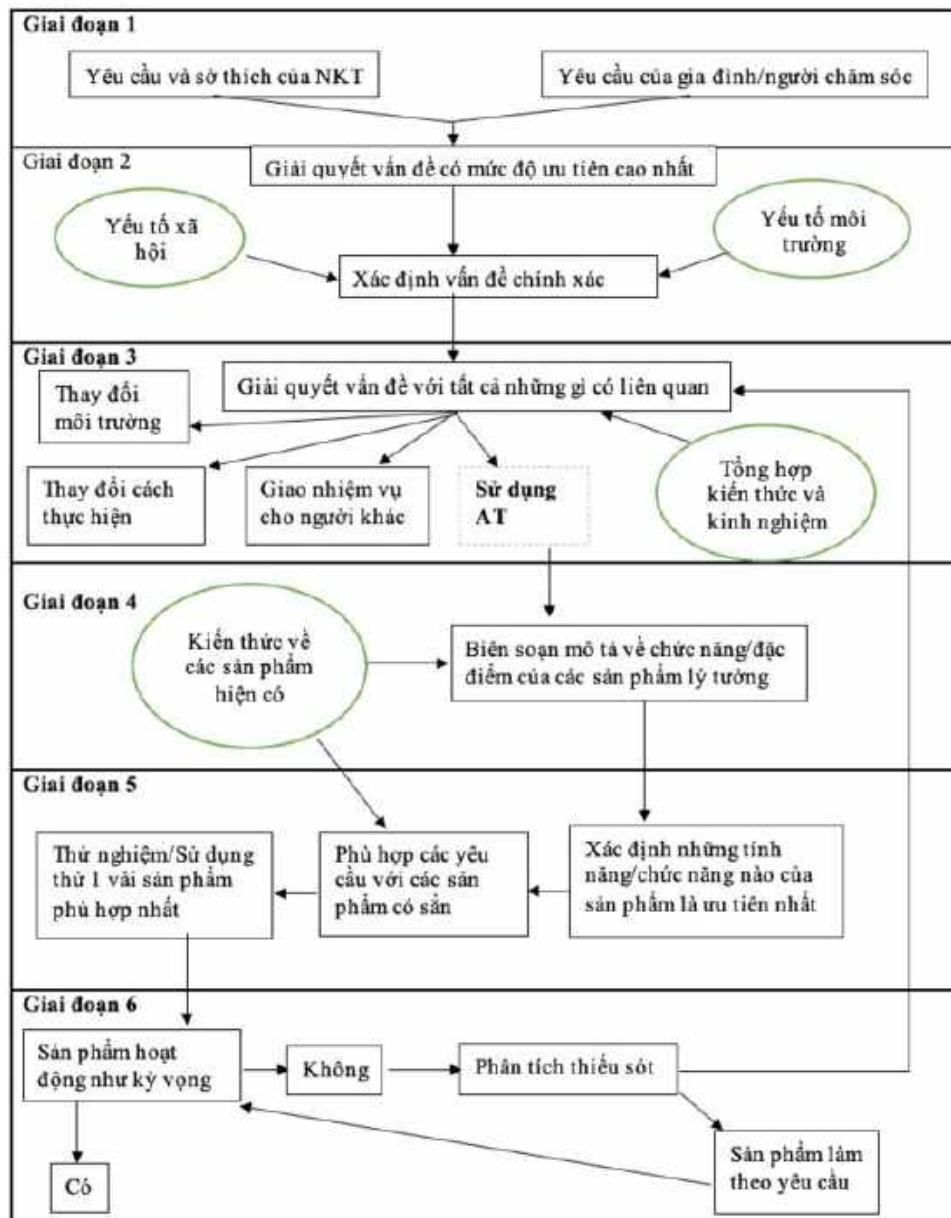 Giai đoạn 1
Yêu cầu và sở thích của NKT
Yêu cầu của gia đình/người chăm sóc
Giai đoạn 2
Giải quyết vấn đề có mức độ ưu tiên cao nhất
Yếu tố xã
hội
Yếu tố môi
trường
Xác định vấn đề chính xác
Giai đoạn 3
Giải quyết vấn đề với tất cả những gì có liên quan
Thay đổi
môi trường
Thay đổi cách
thực hiện
Giao nhiệm vụ
cho người khác
Sử dụng
AT
Tổng hợp
kiến thức và
kinh nghiệm
Giai đoạn 4
Kiến thức về
các sản phẩm
hiện có
Biên soạn mô tả về chức năng/đặc
điểm của các sản phẩm lý tưởng
Giai đoạn 5
Thử nghiệm/Sử dụng
thử 1 vài sản phẩm
phù hợp nhất
Phù hợp các yêu
cầu với các sản
phẩm có sẵn
Xác định những tính
năng/chức năng nào của
sản phẩm là ưu tiên nhất
Giai đoạn 6
Sản phẩm hoạt
động như kỳ vọng
Không
Phân tích thiếu sót
Sản phẩm làm
theo yêu cầu
Có